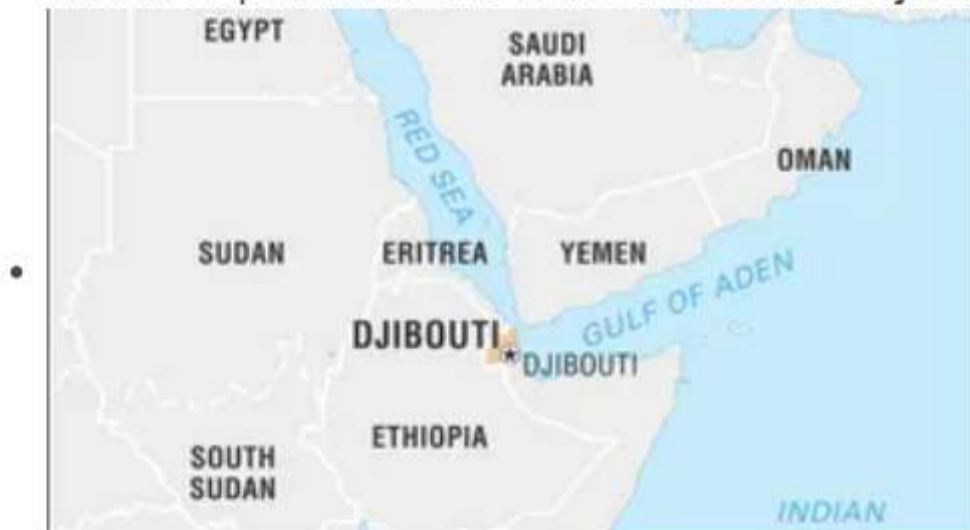 EGYPT
SAUDI
ARABIA
RED SEA
OMAN
SUDAN
ERITREA
YEMEN
GULF OF ADEN
DJIBOUTI
DJIBOUTI
ETHIOPIA
SOUTH
SUDAN
INDIAN